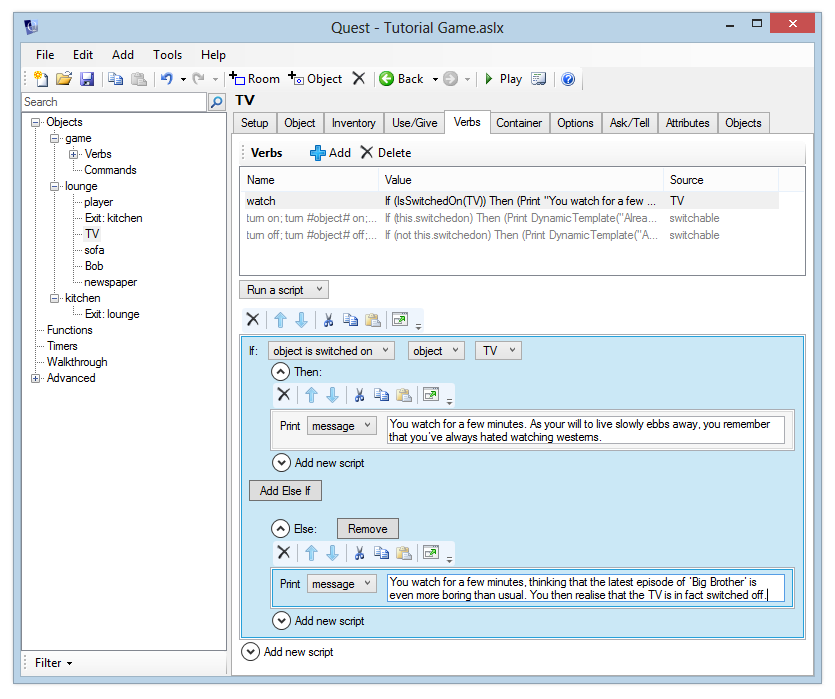 Quest - Tutorial Game.aslx
File Edit Add Tools Help
Room Object Back Play
Search
Objects
game
Verbs
Commands
lounge
player
Exit: kitchen
TV
sofa
Bob
newspaper
kitchen
Exit: lounge
Functions
Timers
Walkthrough
Advanced
Filter
TV
Setup Object Inventory Use/Give Verbs Container Options Ask/Tell Attributes Objects
Verbs Add Delete
Name Value Source
watch If (IsSwitchedOn(TV)) Then (Print "You watch for a few ... TV
turn on; turn #object# on;... If (this.switchedon) Then (Print DynamicTemplate("Alrea... switchable
turn off; turn #object# off;... If (not this.switchedon) Then (Print DynamicTemplate("A... switchable
Run a script
If: object is switched on object TV
Then:
Print message You watch for a few minutes. As your will to live slowly ebbs away, you remember
that you've always hated watching westerns.
Add new script
Add Else If
Else: Remove
Print message You watch for a few minutes, thinking that the latest episode of 'Big Brother' is
even more boring than usual. You then realise that the TV is in fact switched off.
Add new script
Add new script